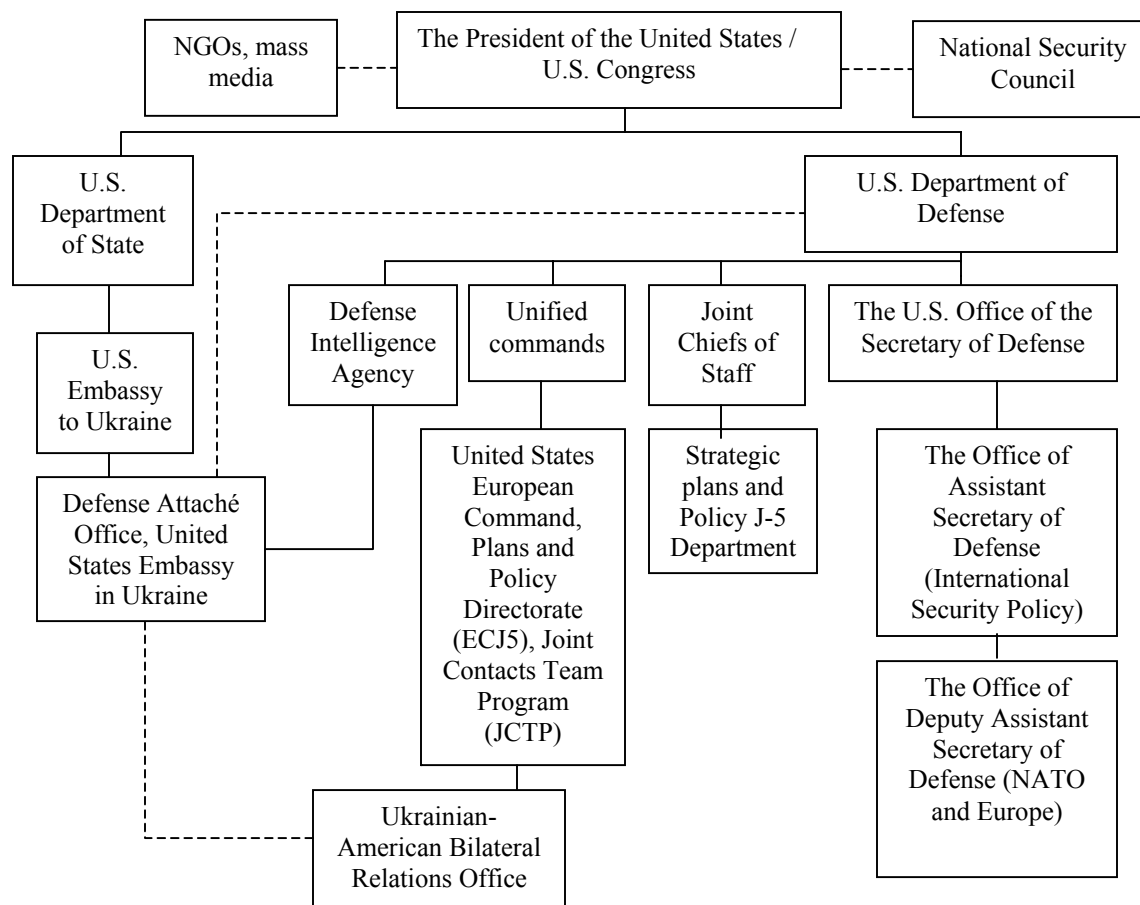 NGOs, mass
media
The President of the United States /
U.S. Congress
National Security
Council
U.S.
Department
of State
U.S. Department of
Defense
Defense
Intelligence
Agency
Unified
commands
Joint
Chiefs of
Staff
The U.S. Office of the
Secretary of Defense
U.S.
Embassy
to Ukraine
Defense Attaché
Office, United
States Embassy
in Ukraine
United States
European
Command,
Plans and
Policy
Directorate
(ECJ5), Joint
Contacts Team
Program
(JCTP)
Strategic
plans and
Policy J-5
Department
The Office of
Assistant
Secretary of
Defense
(International
Security Policy)
The Office of
Deputy Assistant
Secretary of
Defense (NATO
and Europe)
Ukrainian-
American Bilateral
Relations Office